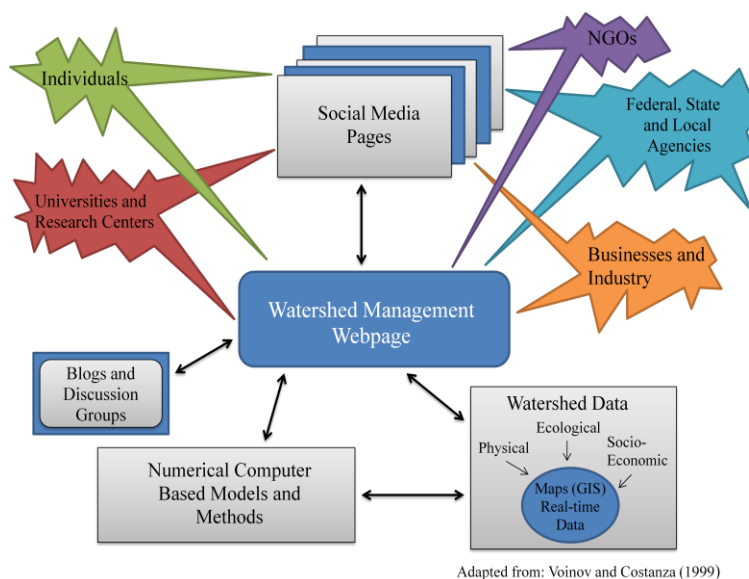 NGOs
Individuals
Social Media
Pages
Federal, State
and Local
Agencies
Universities and
Research Centers
Businesses and
Industry
Watershed Management
Webpage
Blogs and
Discussion
Groups
Watershed Data
Ecological
Physical
Socio-
Economic
Maps (GIS)
Real-time
Data
Numerical Computer
Based Models and
Methods
Adapted from: Voinov and Costanza (1999)